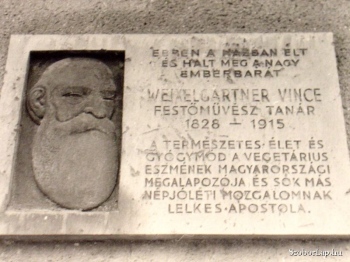 EBBEN A HÁZBAN ÉLT
ÉS HALT MEG A NAGY
EMBERBARÁT
WEIXELGÄRTNER VINCE
FESTŐMŰVÉSZ TANÁR
1828 – 1915
A TERMÉSZETES ÉLET ÉS
GYÓGYMÓD A VEGETÁRIUS
ESZMÉNEK MAGYARORSZÁGI
MEGALAPOZÓJA ÉS SOK MÁS
NÉPJÓLÉTI MOZGALOMNAK
LELKES APOSTOLA.
Szoborlap.hu